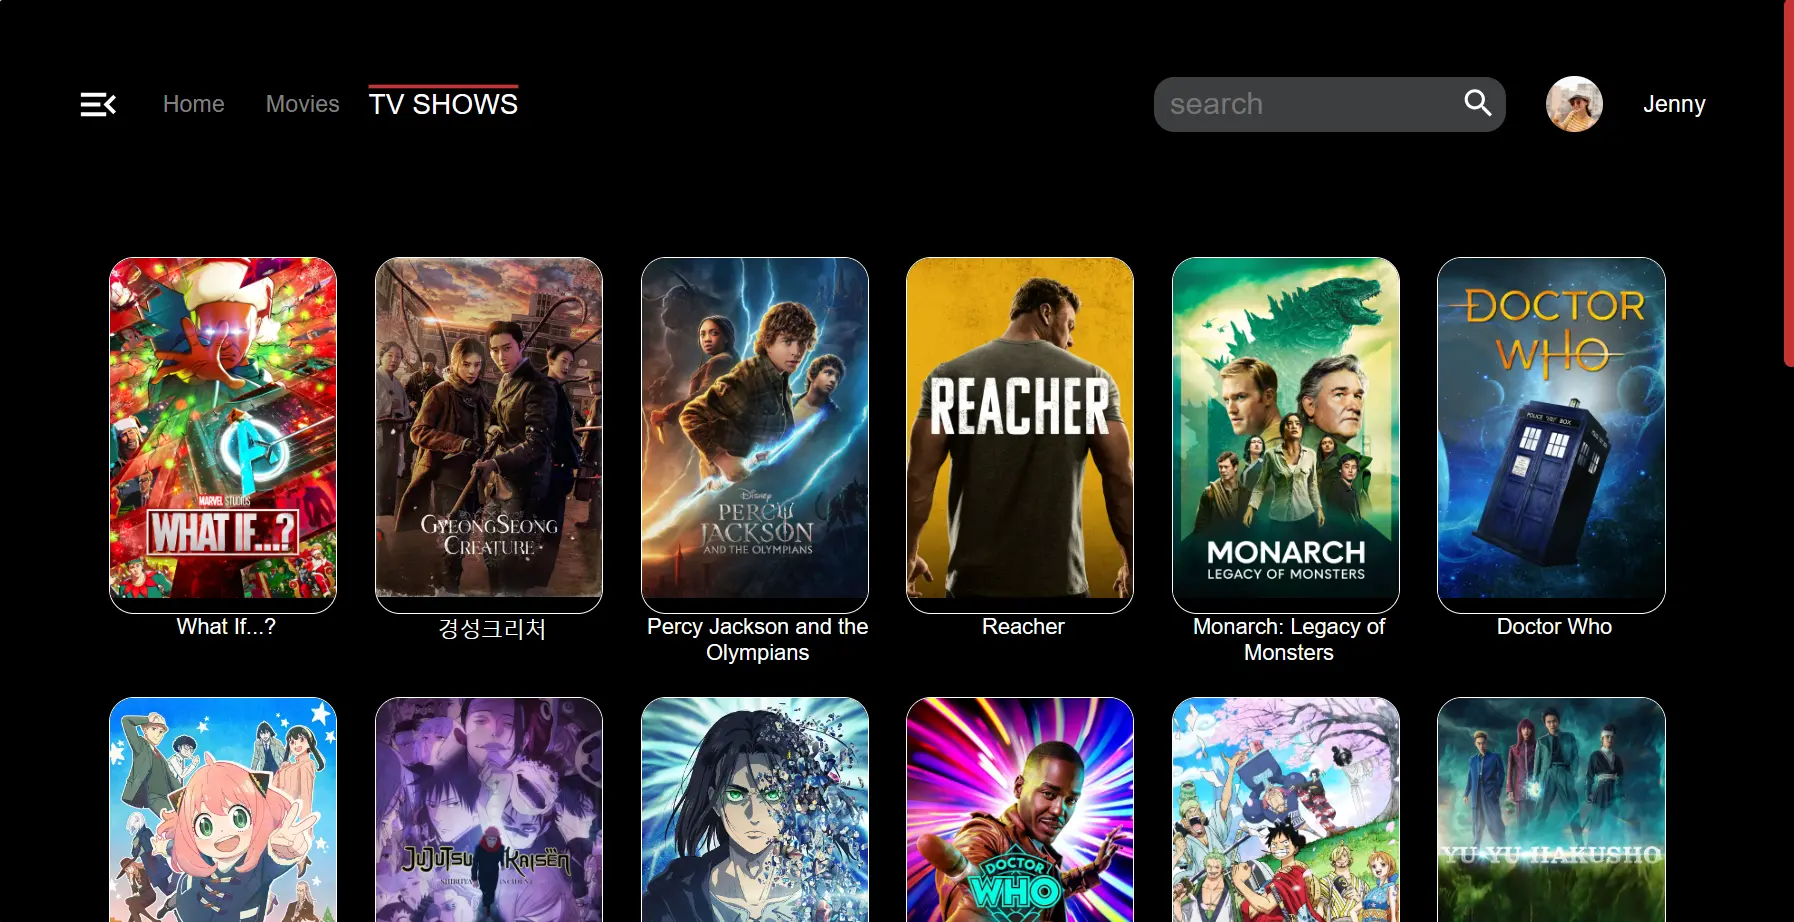 Home Movies TV SHOWS search Jenny
MARVEL STUDIOS
WHAT IF...?
GYEONGSEONG
CREATURE
Disney
PERCY
JACKSON
AND THE OLYMPIANS
REACHER
MONARCH
LEGACY OF MONSTERS
DOCTOR
WHO
POLICE BOX
What If...?
경성크리처
Percy Jackson and the
Olympians
Reacher
Monarch: Legacy of
Monsters
Doctor Who
JUJUTSU KAISEN
SHIBUYA INCIDENT
DOCTOR
WHO
YU YU HAKUSHO